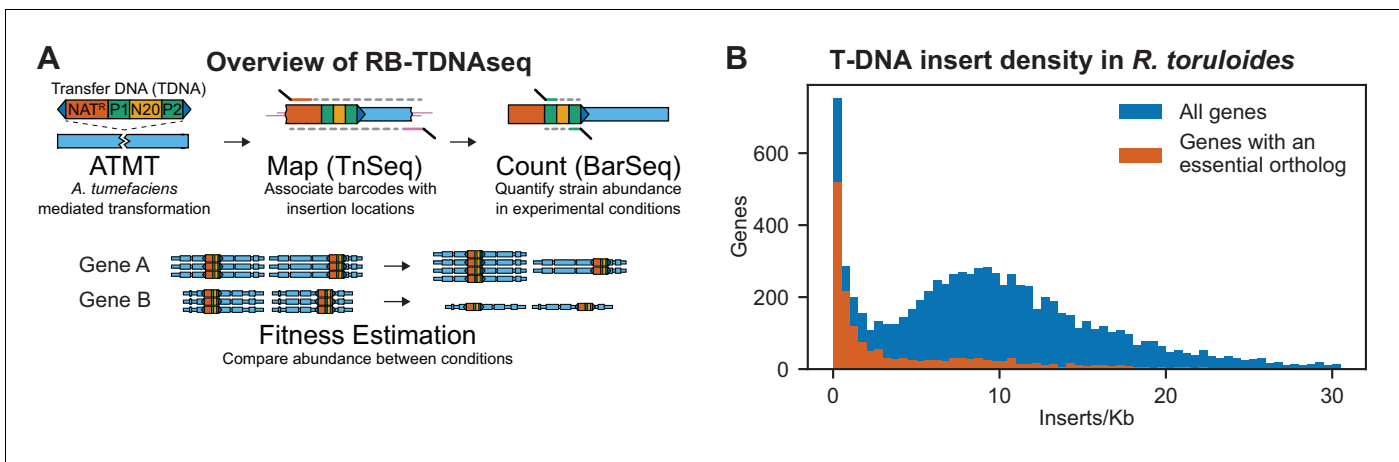 A
Overview of RB-TDNAseq
Transfer DNA (TDNA)
NATR P1 N20 P2
ATMT
A. tumefaciens
mediated transformation
Map (TnSeq)
Associate barcodes with
insertion locations
Count (BarSeq)
Quantify strain abundance
in experimental conditions
Gene A
Gene B
Fitness Estimation
Compare abundance between conditions
B
T-DNA insert density in R. toruloides
All genes
Genes with an
essential ortholog
Genes
600
400
200
0
0 10 20 30
Inserts/Kb